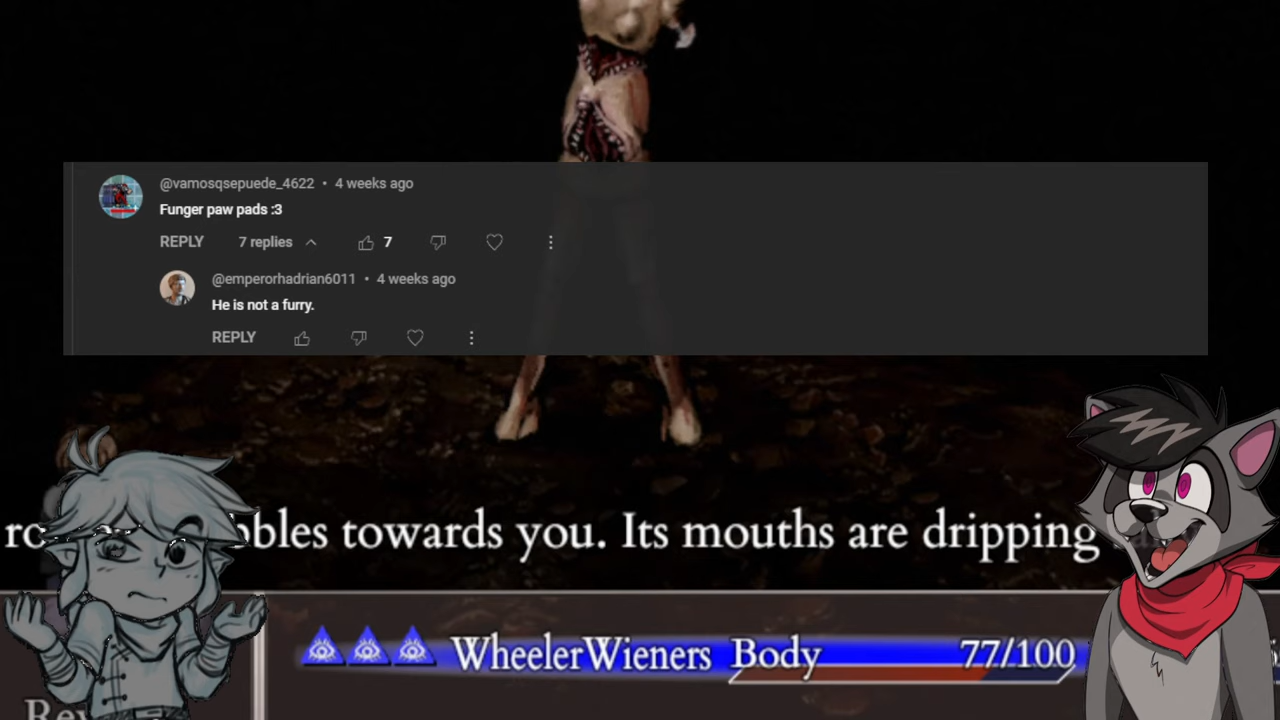 @vamosqsepuede_4622 • 4 weeks ago
Funger paw pads :3
REPLY 7 replies 7
@emperorhadrian6011 • 4 weeks ago
He is not a furry.
REPLY
towards you. Its mouths are dripping
WheelerWieners Body 77/100